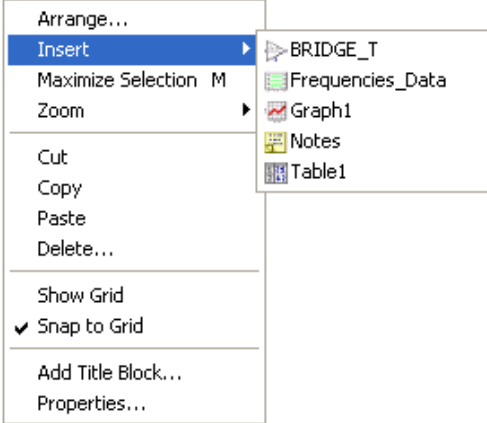 Arrange...
Insert
Maximize Selection M
Zoom
Cut
Copy
Paste
Delete...
Show Grid
Snap to Grid
Add Title Block...
Properties...
BRIDGE_T
Frequencies_Data
Graph1
Notes
Table1